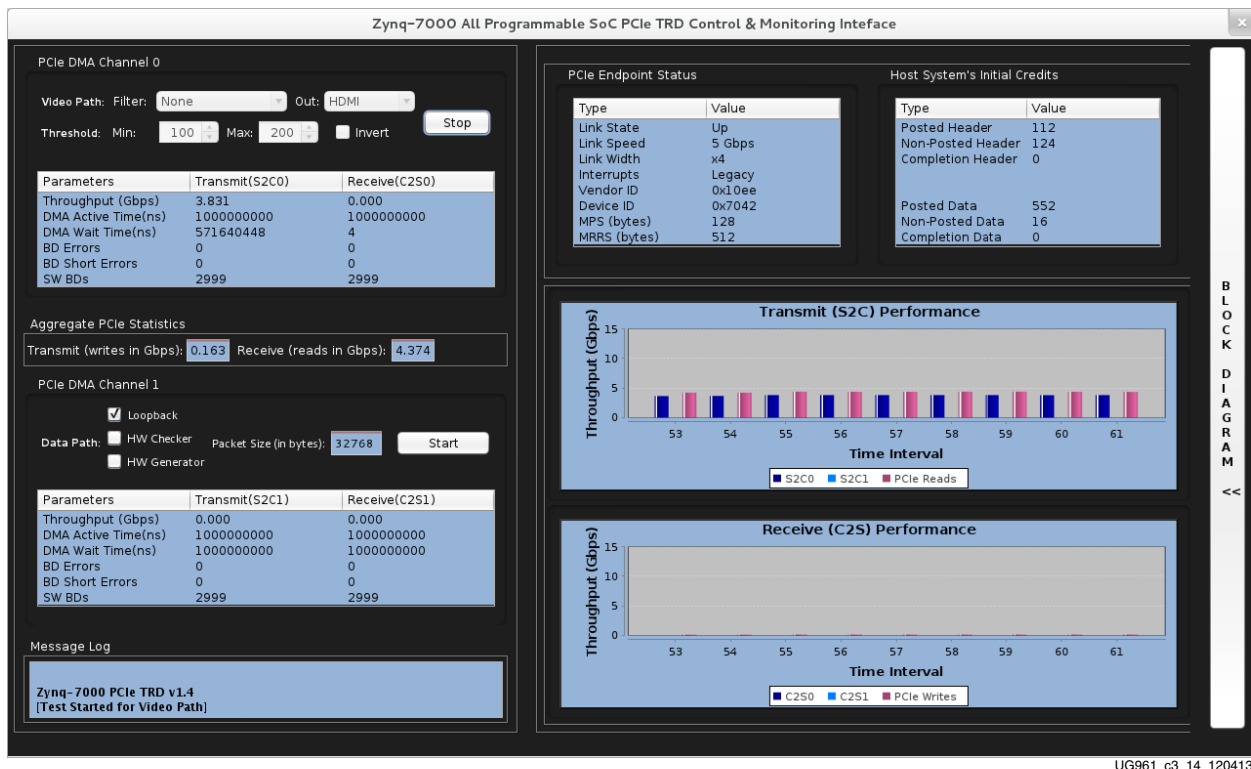 Zynq-7000 All Programmable SoC PCIe TRD Control & Monitoring Inteface
PCIe DMA Channel 0
Video Path: Filter: None Out: HDMI
Threshold: Min: 100 Max: 200 Invert
Stop
Parameters Transmit(S2C0) Receive(C2S0)
Throughput (Gbps) 3.831 0.000
DMA Active Time(ns) 1000000000 1000000000
DMA Wait Time(ns) 571640448 4
BD Errors 0 0
BD Short Errors 0 0
SW BDs 2999 2999
Aggregate PCIe Statistics
Transmit (writes in Gbps): 0.163 Receive (reads in Gbps): 4.374
PCIe DMA Channel 1
Loopback
Data Path: HW Checker Packet Size (in bytes): 32768 Start
HW Generator
Parameters Transmit(S2C1) Receive(C2S1)
Throughput (Gbps) 0.000 0.000
DMA Active Time(ns) 1000000000 1000000000
DMA Wait Time(ns) 1000000000 1000000000
BD Errors 0 0
BD Short Errors 0 0
SW BDs 2999 2999
Message Log
Zynq-7000 PCIe TRD v1.4
[Test Started for Video Path]
PCIe Endpoint Status
Type Value
Link State Up
Link Speed 5 Gbps
Link Width x4
Interrupts Legacy
Vendor ID 0x10ee
Device ID 0x7042
MPS (bytes) 128
MRRS (bytes) 512
Host System's Initial Credits
Type Value
Posted Header 112
Non-Posted Header 124
Completion Header 0
Posted Data 552
Non-Posted Data 16
Completion Data 0
Transmit (S2C) Performance
Throughput (Gbps)
15
10
5
0
53 54 55 56 57 58 59 60 61
Time Interval
S2C0 S2C1 PCIe Reads
Receive (C2S) Performance
Throughput (Gbps)
15
10
5
0
53 54 55 56 57 58 59 60 61
Time Interval
C2S0 C2S1 PCIe Writes
BLOCK DIAGRAM <<
UG961_c3_14_120413